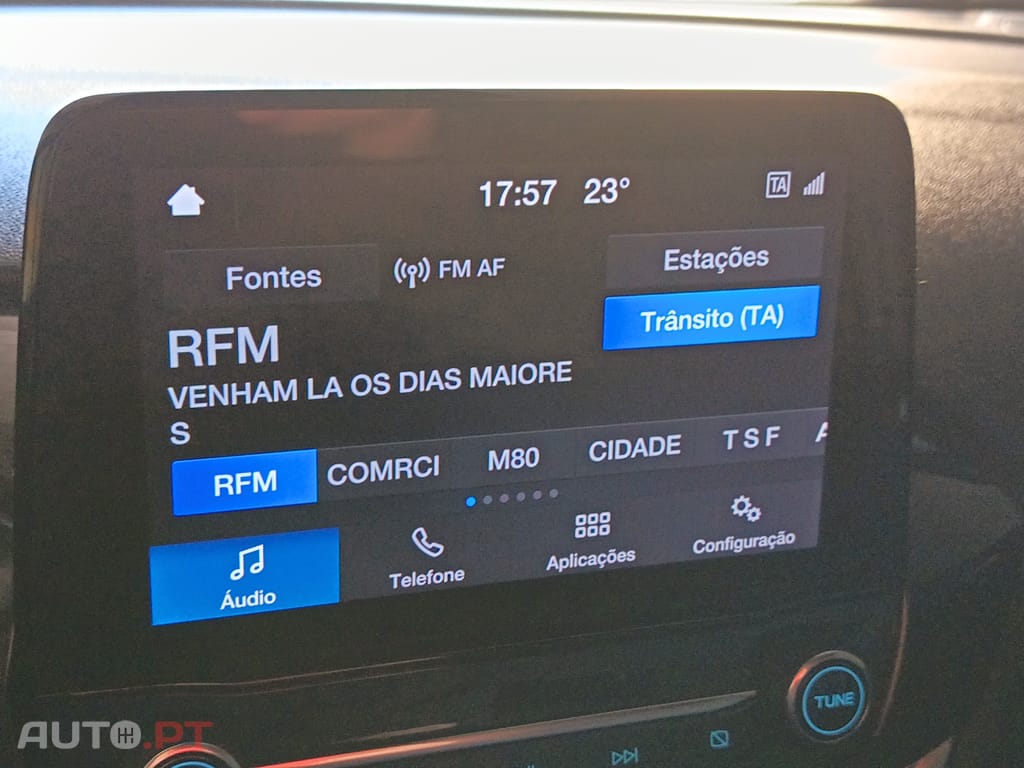 17:57 23° TA
Fontes FM AF Estações
Trânsito (TA)
RFM
VENHAM LA OS DIAS MAIORE
S
RFM COMRCI M80 CIDADE TSF
Áudio Telefone Aplicações Configuração
TUNE
AUTO.PT